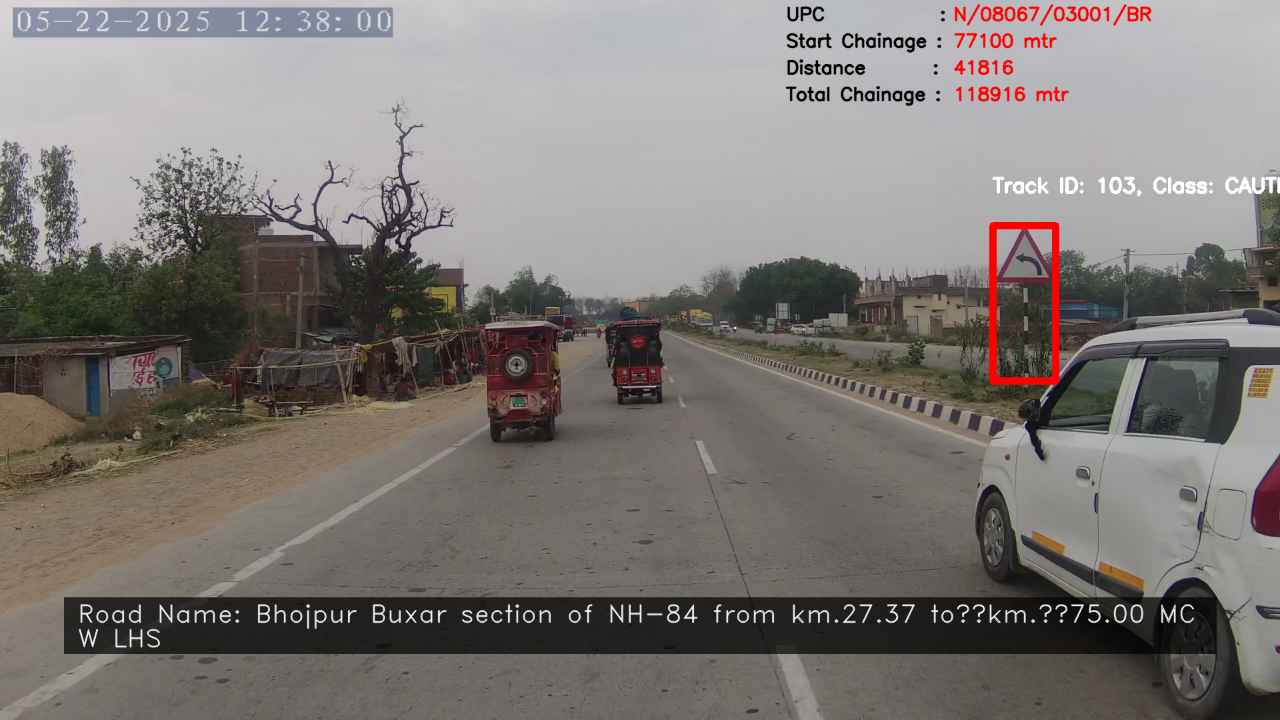 05-22-2025 12:38:00
UPC : N/08067/03001/BR
Start Chainage : 77100 mtr
Distance : 41816
Total Chainage : 118916 mtr
Track ID: 103, Class: CAUTI
Road Name: Bhojpur Buxar section of NH-84 from km.27.37 to??km.??75.00 MC
W LHS